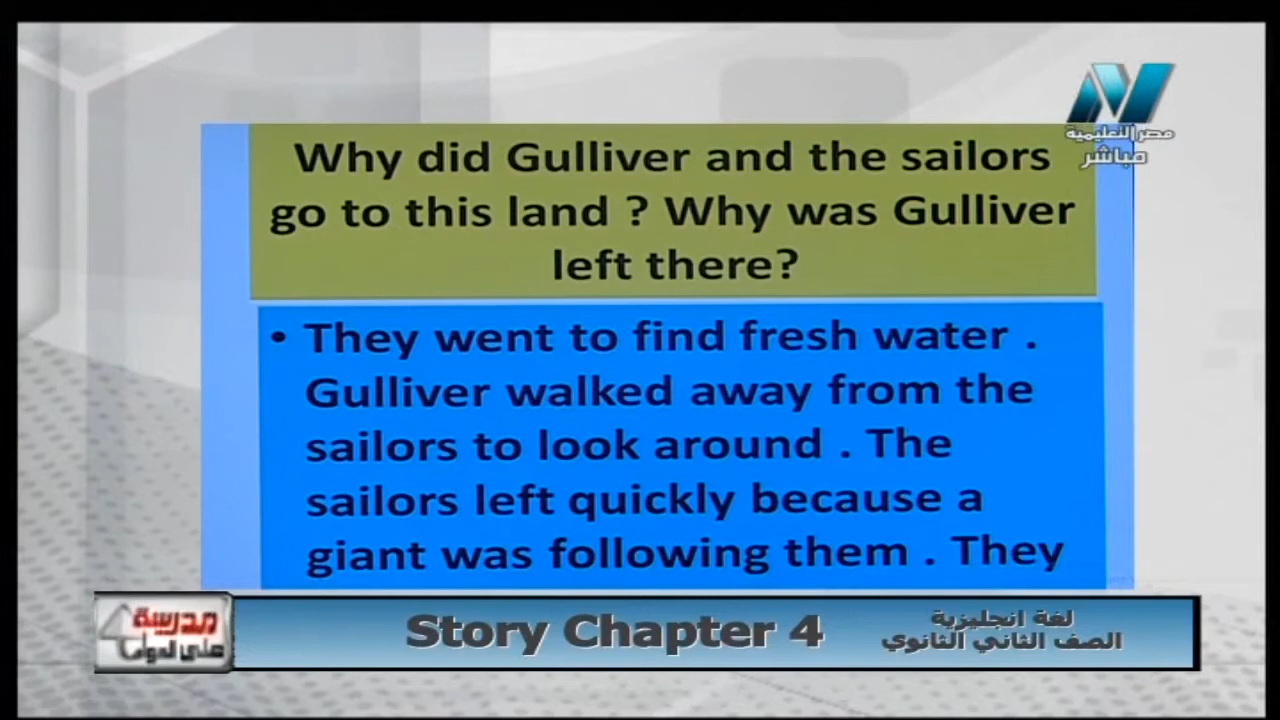 مصر التعليمية
مباشر
Why did Gulliver and the sailors
go to this land ? Why was Gulliver
left there?
• They went to find fresh water .
Gulliver walked away from the
sailors to look around . The
sailors left quickly because a
giant was following them . They
مدرسة
على الهواء
Story Chapter 4
لغة انجليزية
الصف الثاني الثانوي